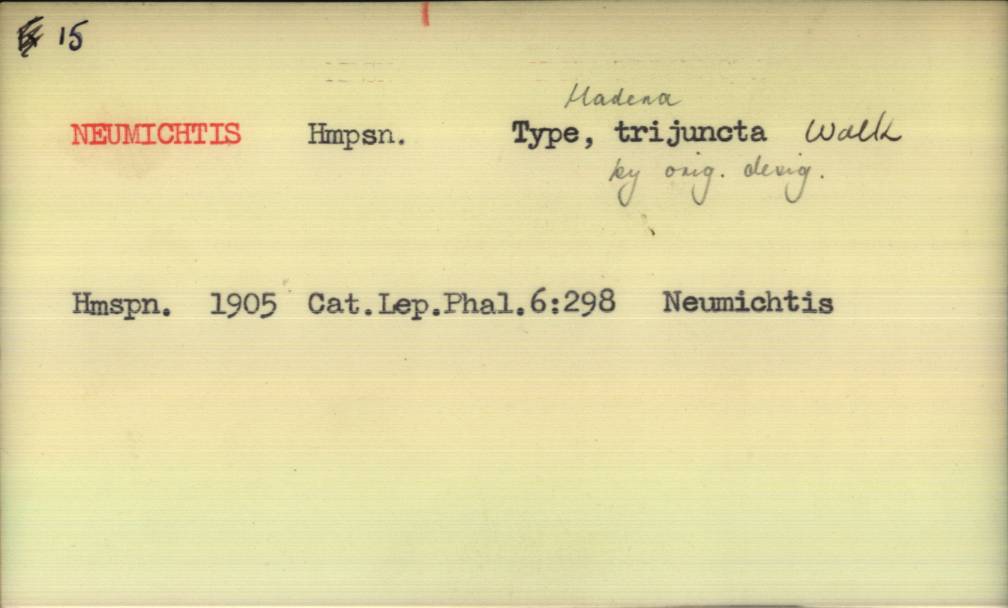 15
Hadena
NEUMICHTIS Hmpsn. Type, trijuncta Walk
by orig. desig.
Hmspn. 1905 Cat.Lep.Phal.6:298 Neumichtis